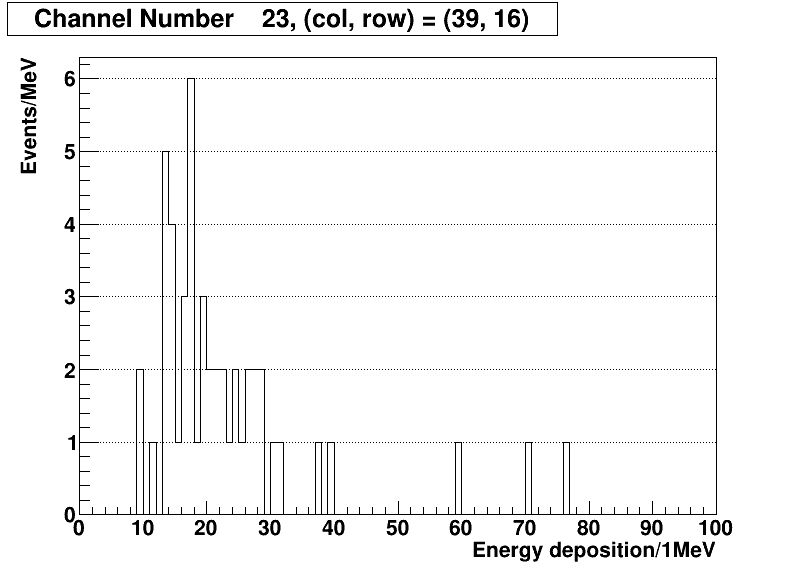 Channel Number 23, (col, row) = (39, 16)
Events/MeV
6
5
4
3
2
1
0
0 10 20 30 40 50 60 70 80 90 100
Energy deposition/1MeV